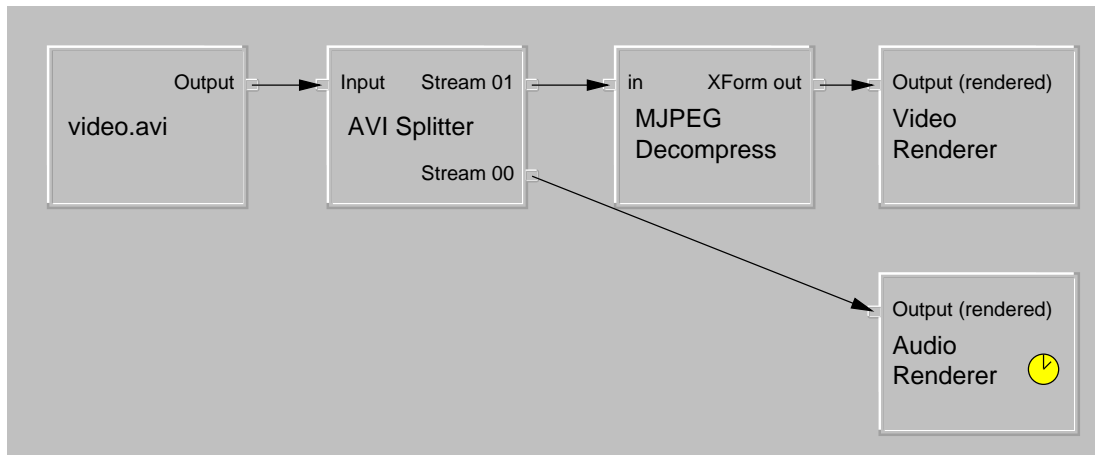 Output
video.avi
Input
Stream 01
AVI Splitter
Stream 00
in
XForm out
MJPEG
Decompress
Output (rendered)
Video
Renderer
Output (rendered)
Audio
Renderer